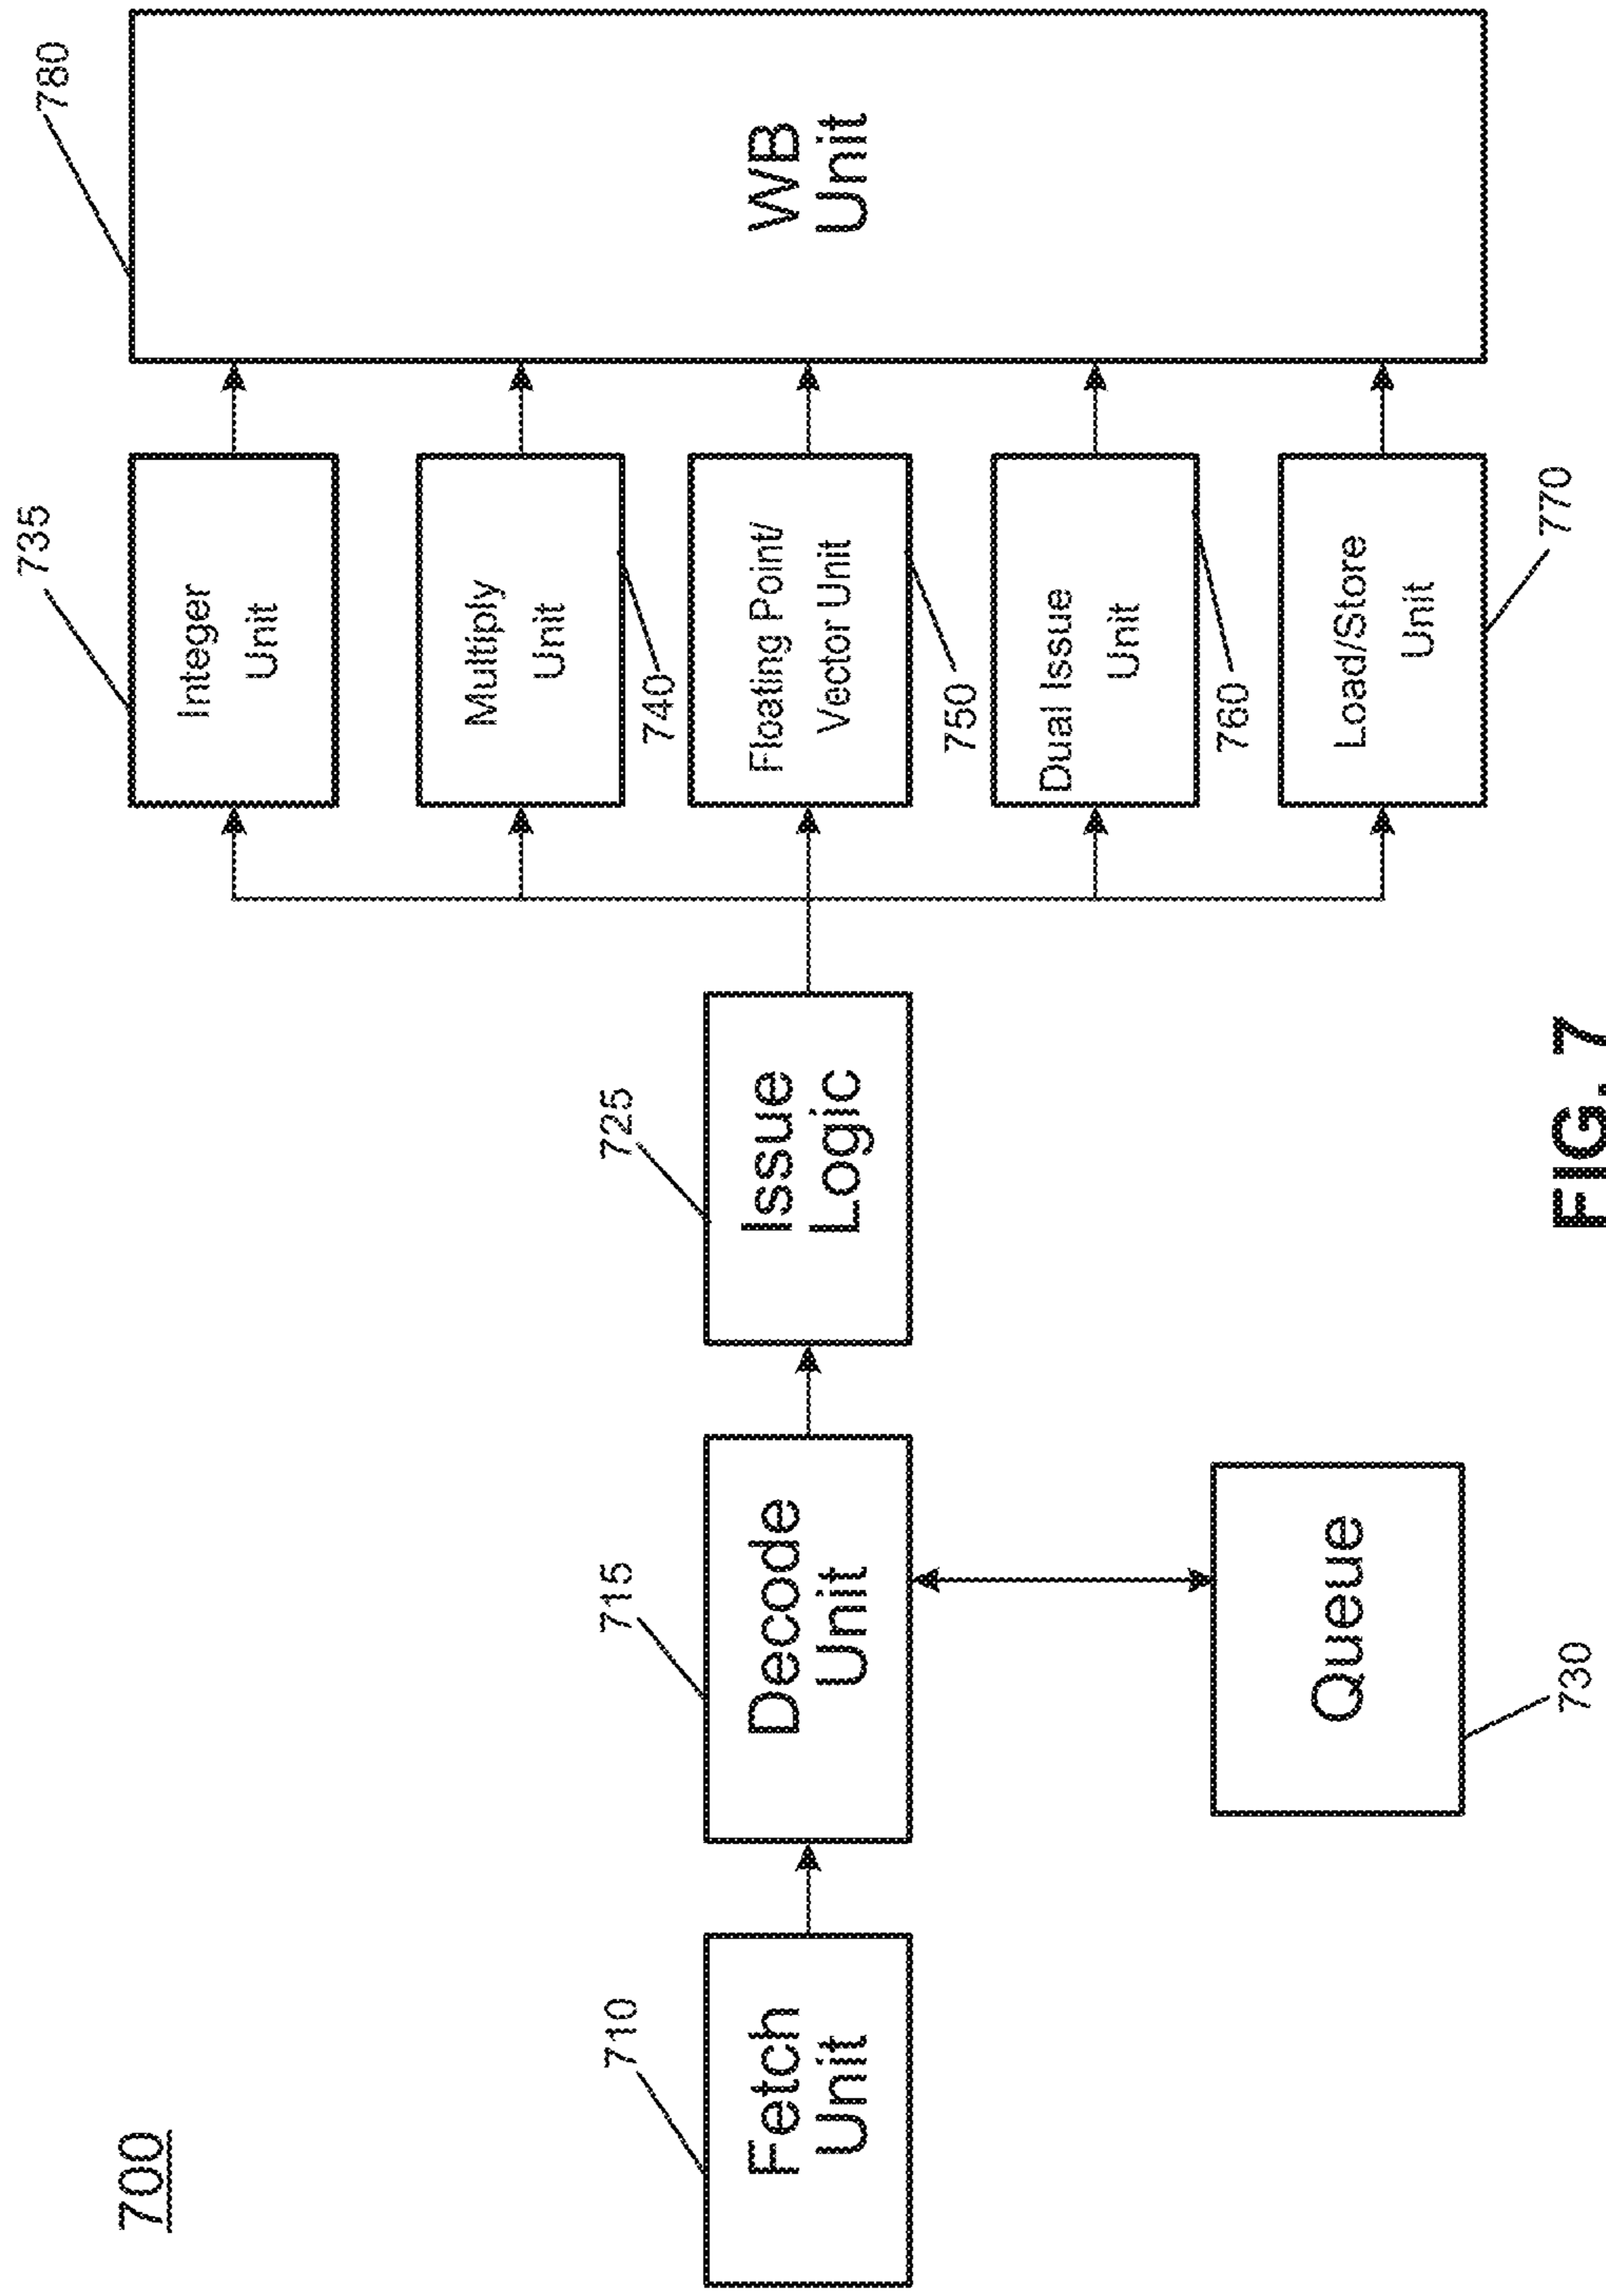 700
710
Fetch
Unit
715
Decode
Unit
730
Queue
725
Issue
Logic
735
Integer
Unit
740
Multiply
Unit
750
Floating Point/
Vector Unit
760
Dual Issue
Unit
770
Load/Store
Unit
780
WB
Unit
FIG. 7